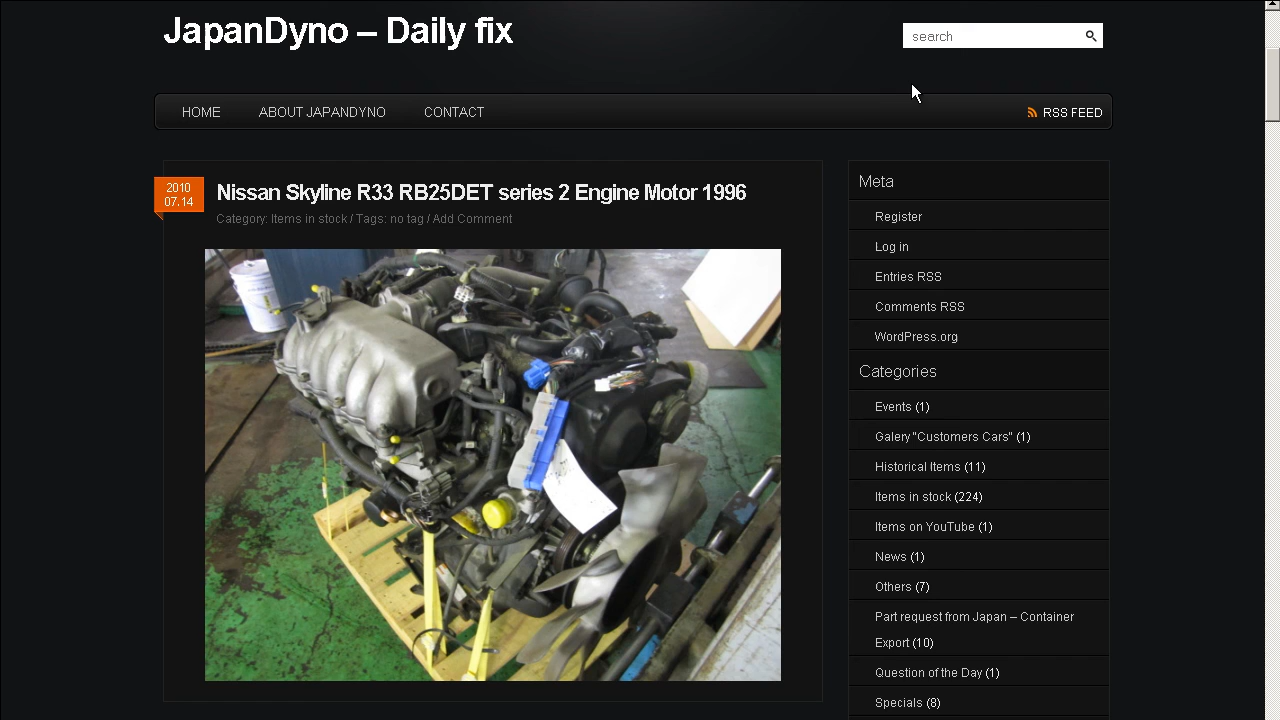 JapanDyno – Daily fix
search
HOME ABOUT JAPANDYNO CONTACT RSS FEED
2010
07.14
Nissan Skyline R33 RB25DET series 2 Engine Motor 1996
Category: Items in stock / Tags: no tag / Add Comment
Meta
Register
Log in
Entries RSS
Comments RSS
WordPress.org
Categories
Events (1)
Galery "Customers Cars" (1)
Historical Items (11)
Items in stock (224)
Items on YouTube (1)
News (1)
Others (7)
Part request from Japan – Container
Export (10)
Question of the Day (1)
Specials (8)